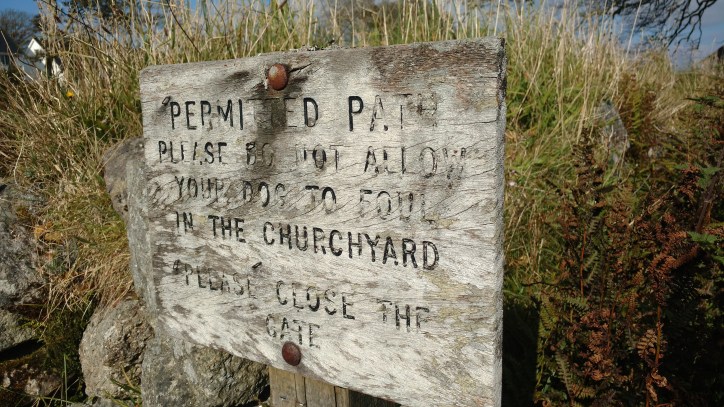 PERMITTED PATH
PLEASE DO NOT ALLOW
YOUR DOG TO FOUL
IN THE CHURCHYARD
PLEASE CLOSE THE
GATE